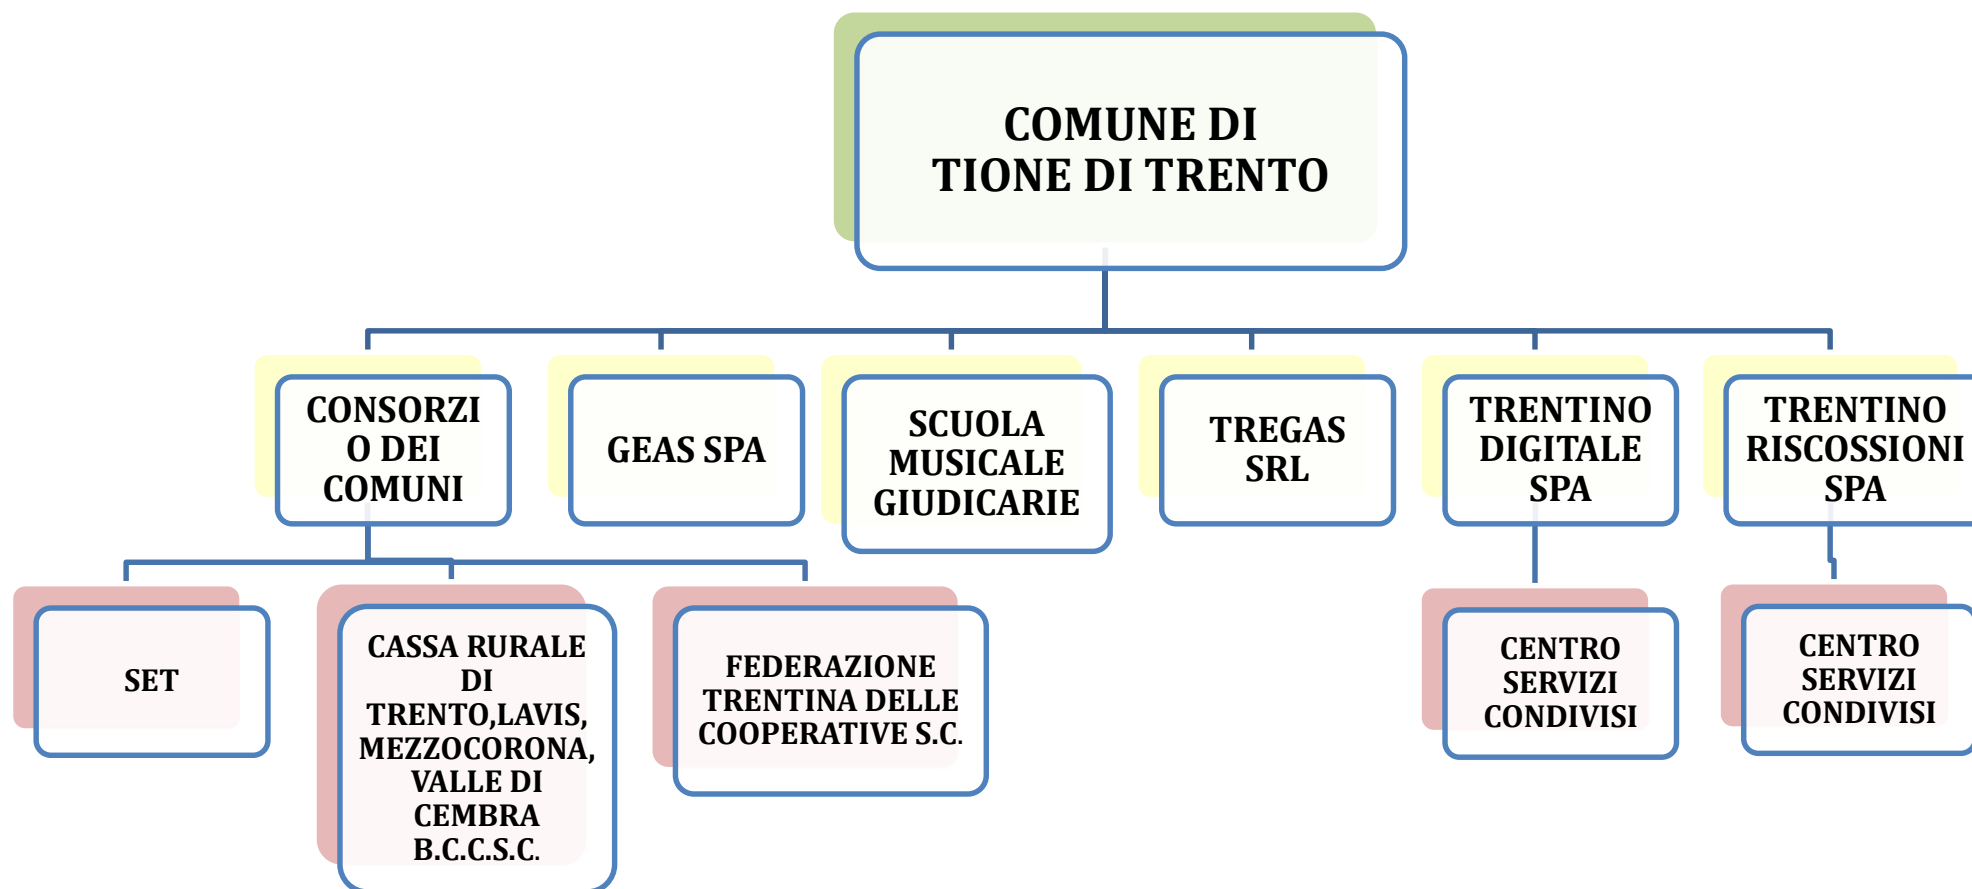 COMUNE DI
TIONE DI TRENTO
CONSORZI
O DEI
COMUNI
GEAS SPA
SCUOLA
MUSICALE
GIUDICARIE
TREGAS
SRL
TRENTINO
DIGITALE
SPA
TRENTINO
RISCOSSIONI
SPA
SET
CASSA RURALE
DI
TRENTO,LAVIS,
MEZZOCORONA,
VALLE DI
CEMBRA
B.C.C.S.C.
FEDERAZIONE
TRENTINA DELLE
COOPERATIVE S.C.
CENTRO
SERVIZI
CONDIVISI
CENTRO
SERVIZI
CONDIVISI